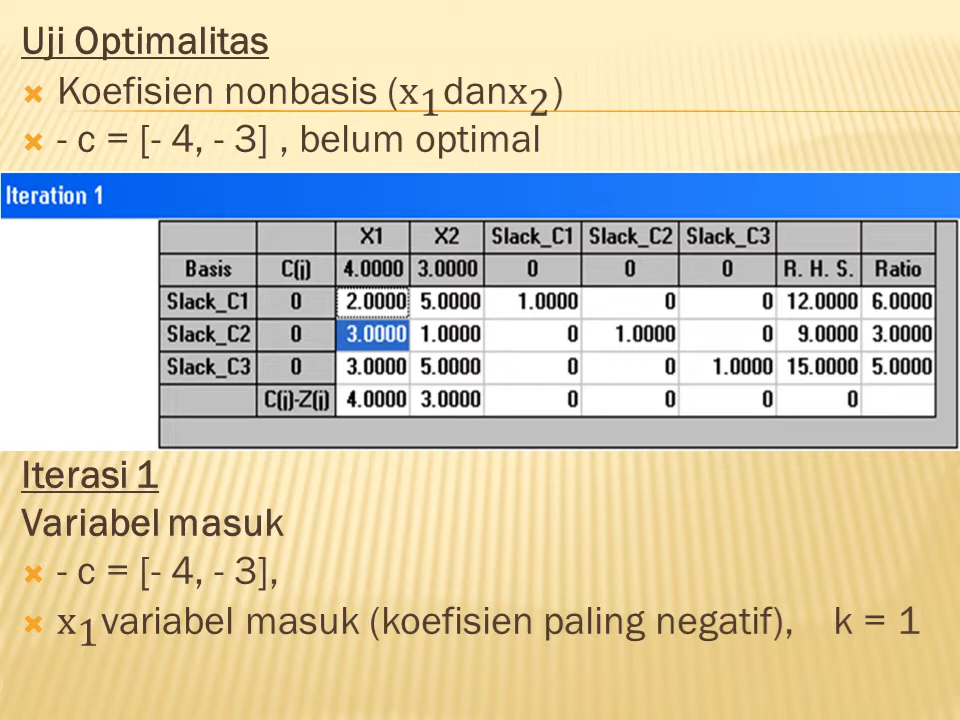 Uji Optimalitas
Koefisien nonbasis (x1 danx2)
- c = [- 4, - 3] , belum optimal
Iteration 1
X1 X2 Slack_C1 Slack_C2 Slack_C3
Basis C(j) 4.0000 3.0000 0 0 0 R. H. S. Ratio
Slack_C1 0 2.0000 5.0000 1.0000 0 0 12.0000 6.0000
Slack_C2 0 3.0000 1.0000 0 1.0000 0 9.0000 3.0000
Slack_C3 0 3.0000 5.0000 0 0 1.0000 15.0000 5.0000
C(j)-Z(j) 4.0000 3.0000 0 0 0 0
Iterasi 1
Variabel masuk
- c = [- 4, - 3],
x1 variabel masuk (koefisien paling negatif), k = 1